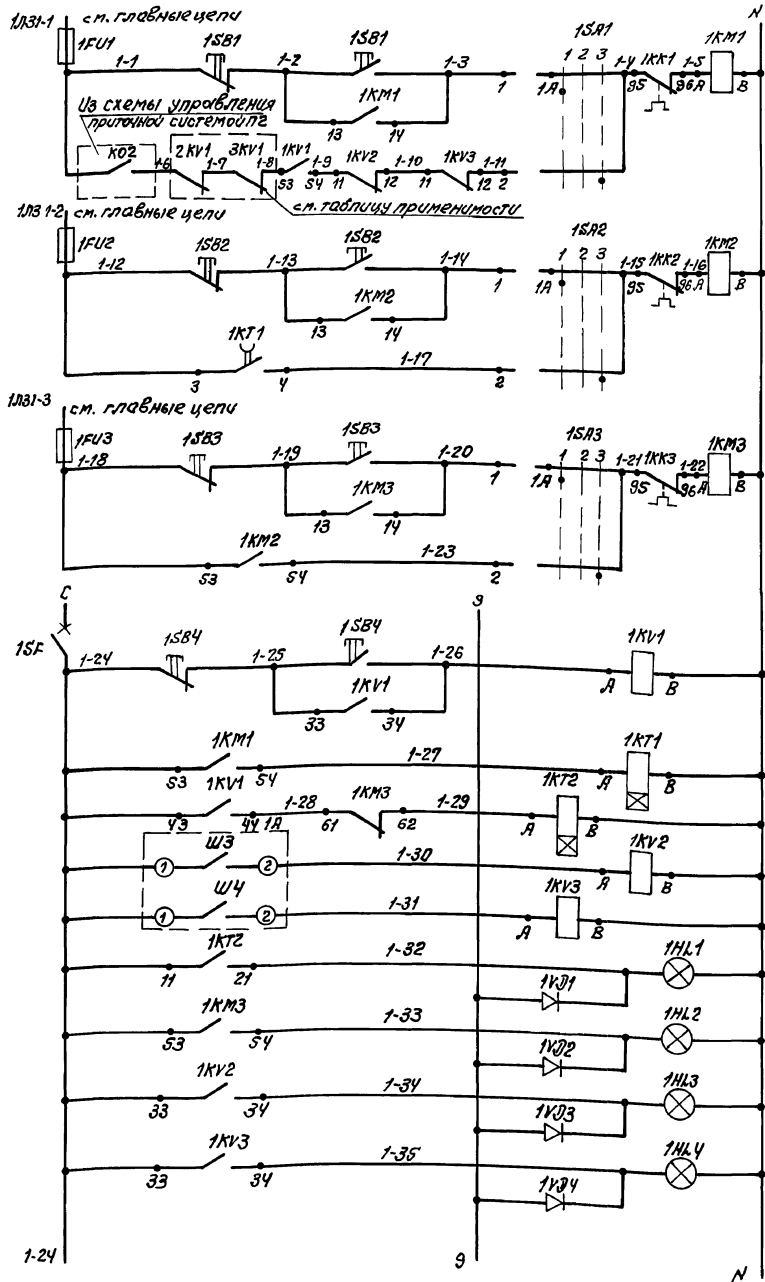 1ЛЗ1-1 см. главные цепи N
1FU1 1SB1 1SB1 1SA1 1KM1
1-1 1-2 1-3 1 2 3 1-4 1KK1 1-5
1 1A 95 96 A B
1KM1
13 14
Из схемы управления
приточной системой П2
КО2 2KV1 3KV1 1KV1 1KV2 1KV3
1-6 1-7 1-8 1-9 1-10 1-11
53 54 11 12 11 12 2
см. таблицу применимости
1ЛЗ1-2 см. главные цепи
1FU2 1SB2 1SB2 1SA2 1KM2
1-12 1-13 1-14 1 2 3 1-15 1KK2 1-16
1 1A 95 96 A B
1KM2
13 14
1KT1
3 4 1-17 2
1ЛЗ1-3 см. главные цепи
1FU3 1SB3 1SB3 1SA3 1KM3
1-18 1-19 1-20 1 2 3 1-21 1KK3 1-22
1 1A 95 96 A B
1KM3
13 14
1KM2
53 54 1-23 2
C 9
1SF 1SB4 1SB4 1KV1
1-24 1-25 1-26
A B
1KV1
33 34
1KM1 1-27 1KT1
53 54 A B
1KV1 1-28 1KM3 1-29 1KT2
43 44 1A 61 62 A B
Ш3 1-30 1KV2
1 2 A B
Ш4 1-31 1KV3
1 2 A B
1KT2 1-32 1HL1
11 21 1VD1
1KM3 1-33 1HL2
53 54 1VD2
1KV2 1-34 1HL3
33 34 1VD3
1KV3 1-35 1HL4
33 34 1VD4
1-24 9 N